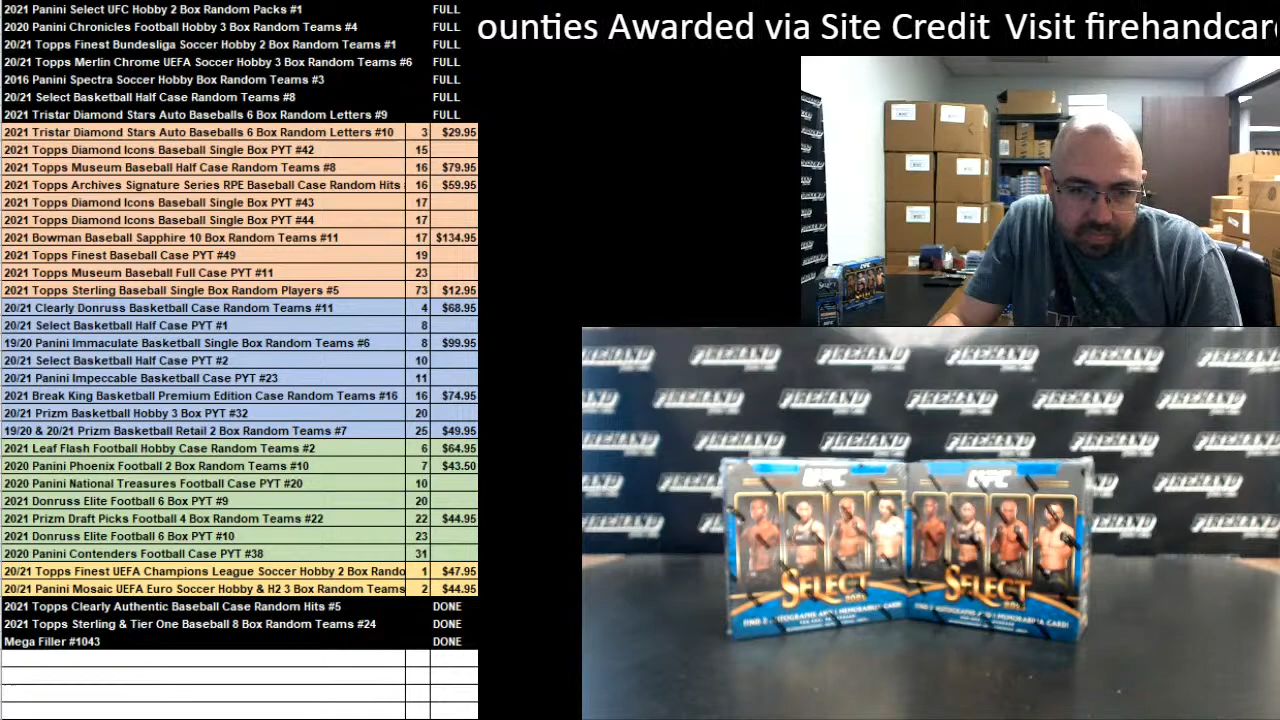 2021 Panini Select UFC Hobby 2 Box Random Packs #1 FULL
2020 Panini Chronicles Football Hobby 3 Box Random Teams #4 FULL
20/21 Topps Finest Bundesliga Soccer Hobby 2 Box Random Teams #1 FULL
20/21 Topps Merlin Chrome UEFA Soccer Hobby 3 Box Random Teams #6 FULL
2016 Panini Spectra Soccer Hobby Box Random Teams #3 FULL
20/21 Select Basketball Half Case Random Teams #8 FULL
2021 Tristar Diamond Stars Auto Baseballs 6 Box Random Letters #9 FULL
2021 Tristar Diamond Stars Auto Baseballs 6 Box Random Letters #10 3 $29.95
2021 Topps Diamond Icons Baseball Single Box PYT #42 15
2021 Topps Museum Baseball Half Case Random Teams #8 16 $79.95
2021 Topps Archives Signature Series RPE Baseball Case Random Hits 16 $59.95
2021 Topps Diamond Icons Baseball Single Box PYT #43 17
2021 Topps Diamond Icons Baseball Single Box PYT #44 17
2021 Bowman Baseball Sapphire 10 Box Random Teams #11 17 $134.95
2021 Topps Finest Baseball Case PYT #49 19
2021 Topps Museum Baseball Full Case PYT #11 23
2021 Topps Sterling Baseball Single Box Random Players #5 73 $12.95
20/21 Clearly Donruss Basketball Case Random Teams #11 4 $68.95
20/21 Select Basketball Half Case PYT #1 8
19/20 Panini Immaculate Basketball Single Box Random Teams #6 8 $99.95
20/21 Select Basketball Half Case PYT #2 10
20/21 Panini Impeccable Basketball Case PYT #23 11
2021 Break King Basketball Premium Edition Case Random Teams #16 16 $74.95
20/21 Prizm Basketball Hobby 3 Box PYT #32 20
19/20 & 20/21 Prizm Basketball Retail 2 Box Random Teams #7 25 $49.95
2021 Leaf Flash Football Hobby Case Random Teams #2 6 $64.95
2020 Panini Phoenix Football 2 Box Random Teams #10 7 $43.50
2020 Panini National Treasures Football Case PYT #20 10
2021 Donruss Elite Football 6 Box PYT #9 20
2021 Prizm Draft Picks Football 4 Box Random Teams #22 22 $44.95
2021 Donruss Elite Football 6 Box PYT #10 23
2020 Panini Contenders Football Case PYT #38 31
20/21 Topps Finest UEFA Champions League Soccer Hobby 2 Box Rando 1 $47.95
20/21 Panini Mosaic UEFA Euro Soccer Hobby & H2 3 Box Random Teams 2 $44.95
2021 Topps Clearly Authentic Baseball Case Random Hits #5 DONE
2021 Topps Sterling & Tier One Baseball 8 Box Random Teams #24 DONE
Mega Filler #1043 DONE
ounties Awarded via Site Credit Visit firehandcar
FIREHAND FIREHAND FIREHAND FIREHAND FIREHAND
UFC UFC
SELECT SELECT
2021 2021